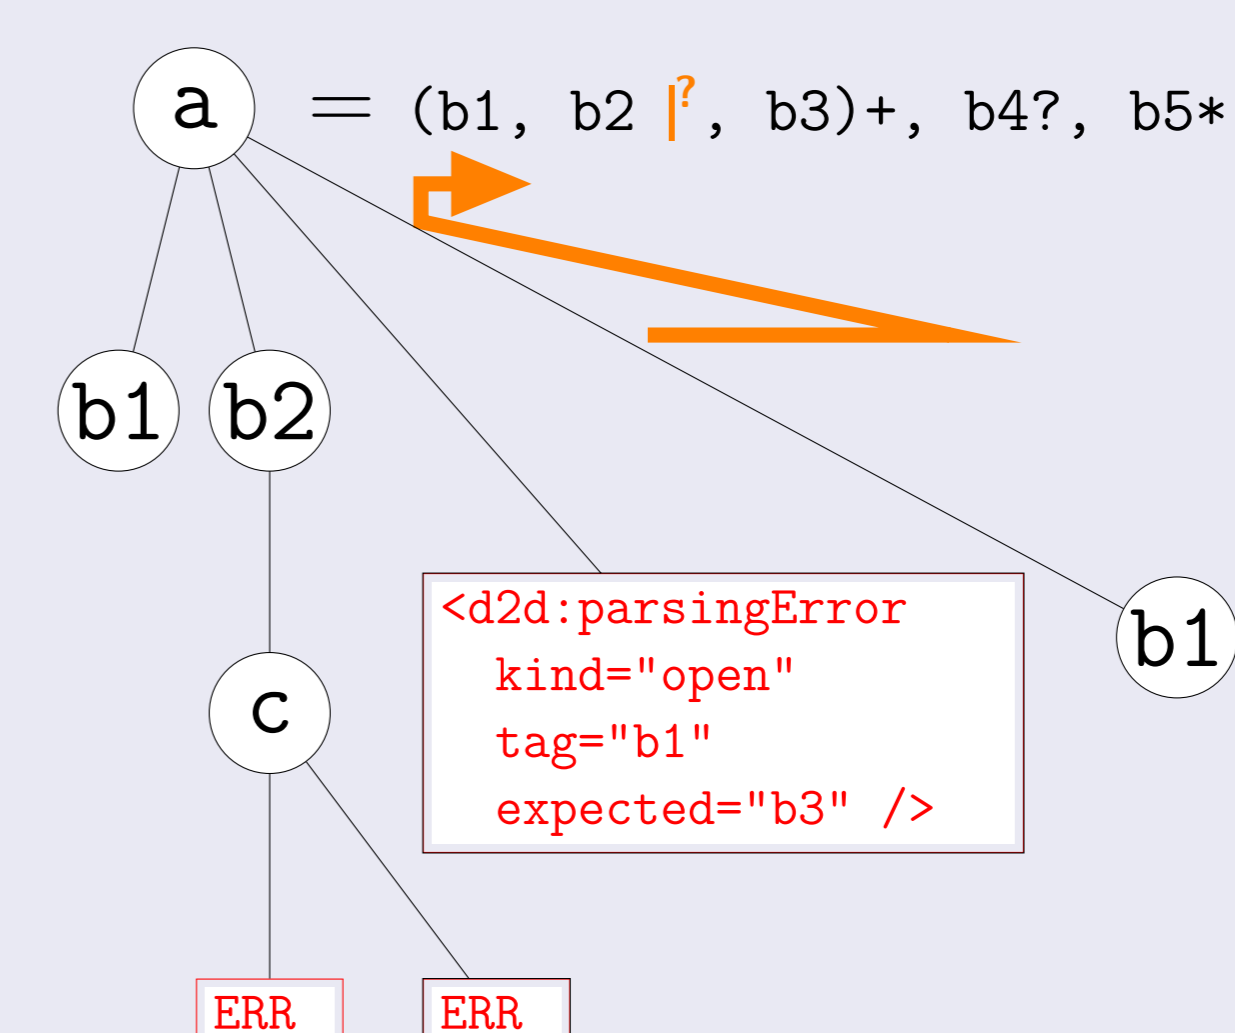 a = (b1, b2 |?, b3)+, b4?, b5*
b1 b2
<d2d:parsingError
kind="open"
tag="b1"
expected="b3" />
b1
c
ERR ERR